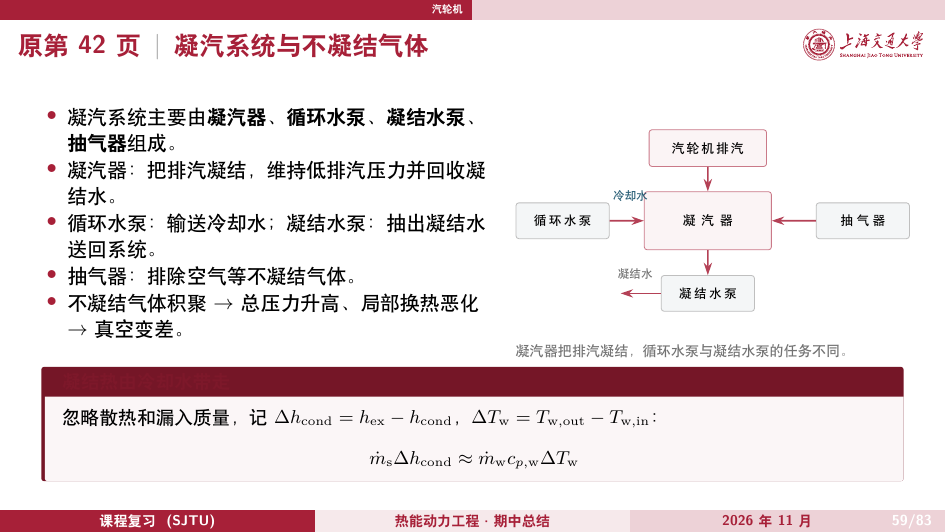 汽轮机
原第 42 页 | 凝汽系统与不凝结气体
上海交通大学
SHANGHAI JIAO TONG UNIVERSITY
• 凝汽系统主要由凝汽器、循环水泵、凝结水泵、
抽气器组成。
• 凝汽器：把排汽凝结，维持低排汽压力并回收凝
结水。
• 循环水泵：输送冷却水；凝结水泵：抽出凝结水
送回系统。
• 抽气器：排除空气等不凝结气体。
• 不凝结气体积聚 → 总压力升高、局部换热恶化
→ 真空变差。
汽轮机排汽
冷却水
循环水泵
凝汽器
抽气器
凝结水
凝结水泵
凝汽器把排汽凝结，循环水泵与凝结水泵的任务不同。
忽略散热和漏入质量，记 Δh_cond = h_ex − h_cond，ΔT_w = T_w,out − T_w,in：
ṁ_s Δh_cond ≈ ṁ_w c_p,w ΔT_w
课程复习 (SJTU)
热能动力工程 · 期中总结
2026 年 11 月
59/83